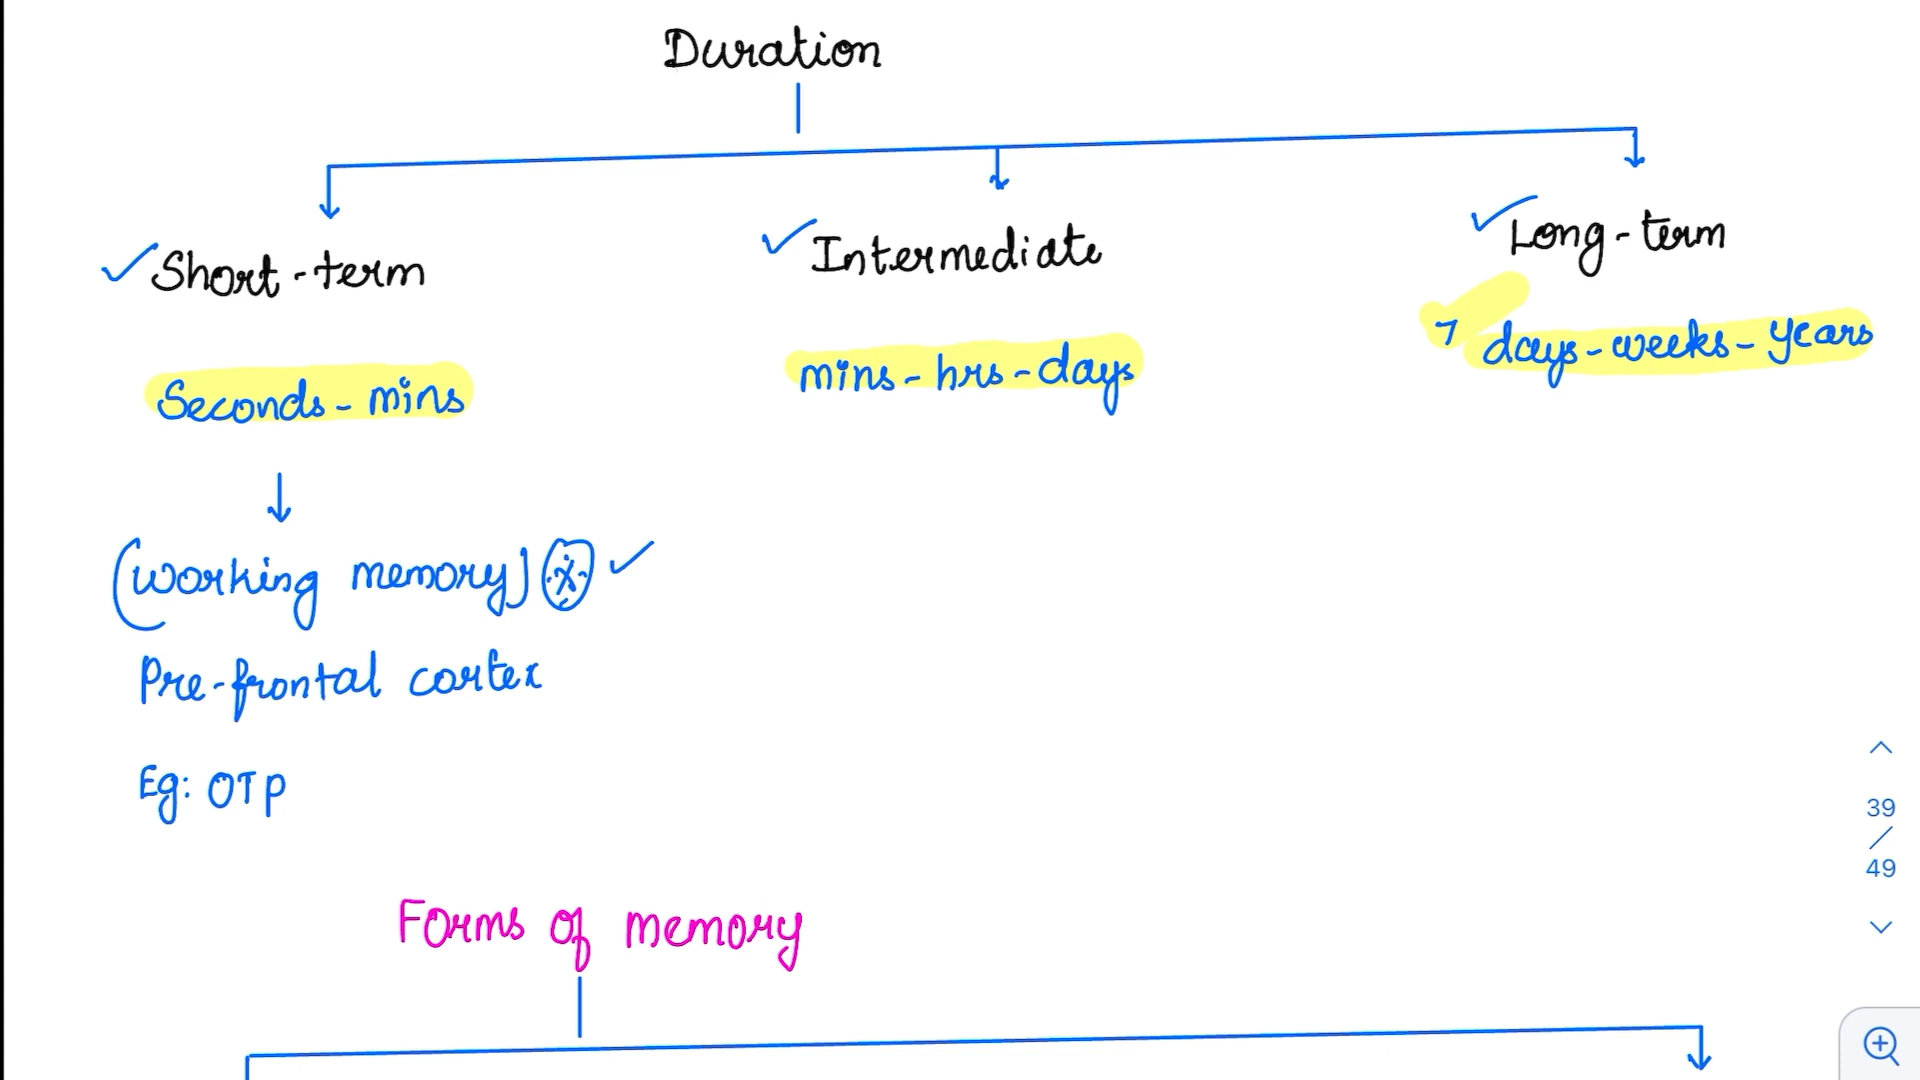 Duration
Short-term
Intermediate
Long-term
Seconds-mins
mins-hrs-days
> days-weeks-years
(working memory)
Pre-frontal cortex
Eg: OTP
Forms of memory
39
/
49